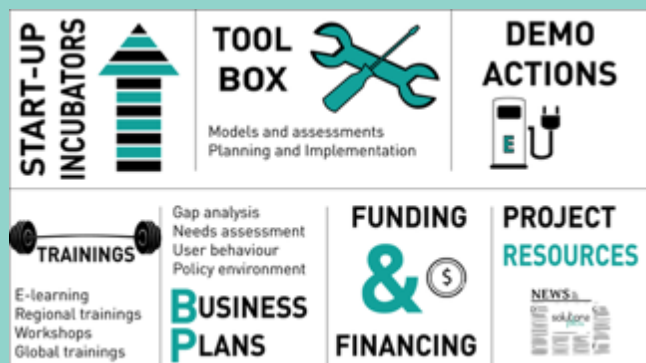 START-UP
INCUBATORS
TOOL
BOX
Models and assessments
Planning and Implementation
DEMO
ACTIONS
E
TRAININGS
E-learning
Regional trainings
Workshops
Global trainings
Gap analysis
Needs assessment
User behaviour
Policy environment
BUSINESS
PLANS
FUNDING
&
$
FINANCING
PROJECT
RESOURCES
NEWS
solutions